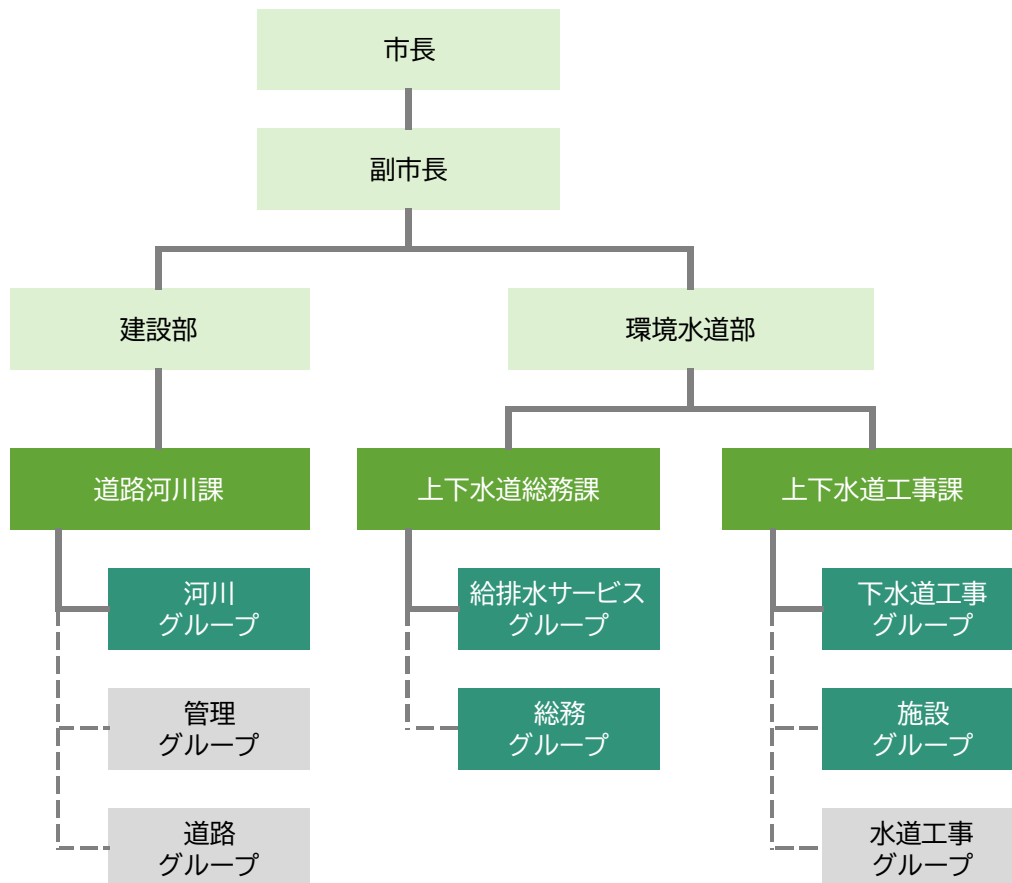 市長
副市長
建設部
環境水道部
道路河川課
上下水道総務課
上下水道工事課
河川
グループ
給排水サービス
グループ
下水道工事
グループ
管理
グループ
総務
グループ
施設
グループ
道路
グループ
水道工事
グループ